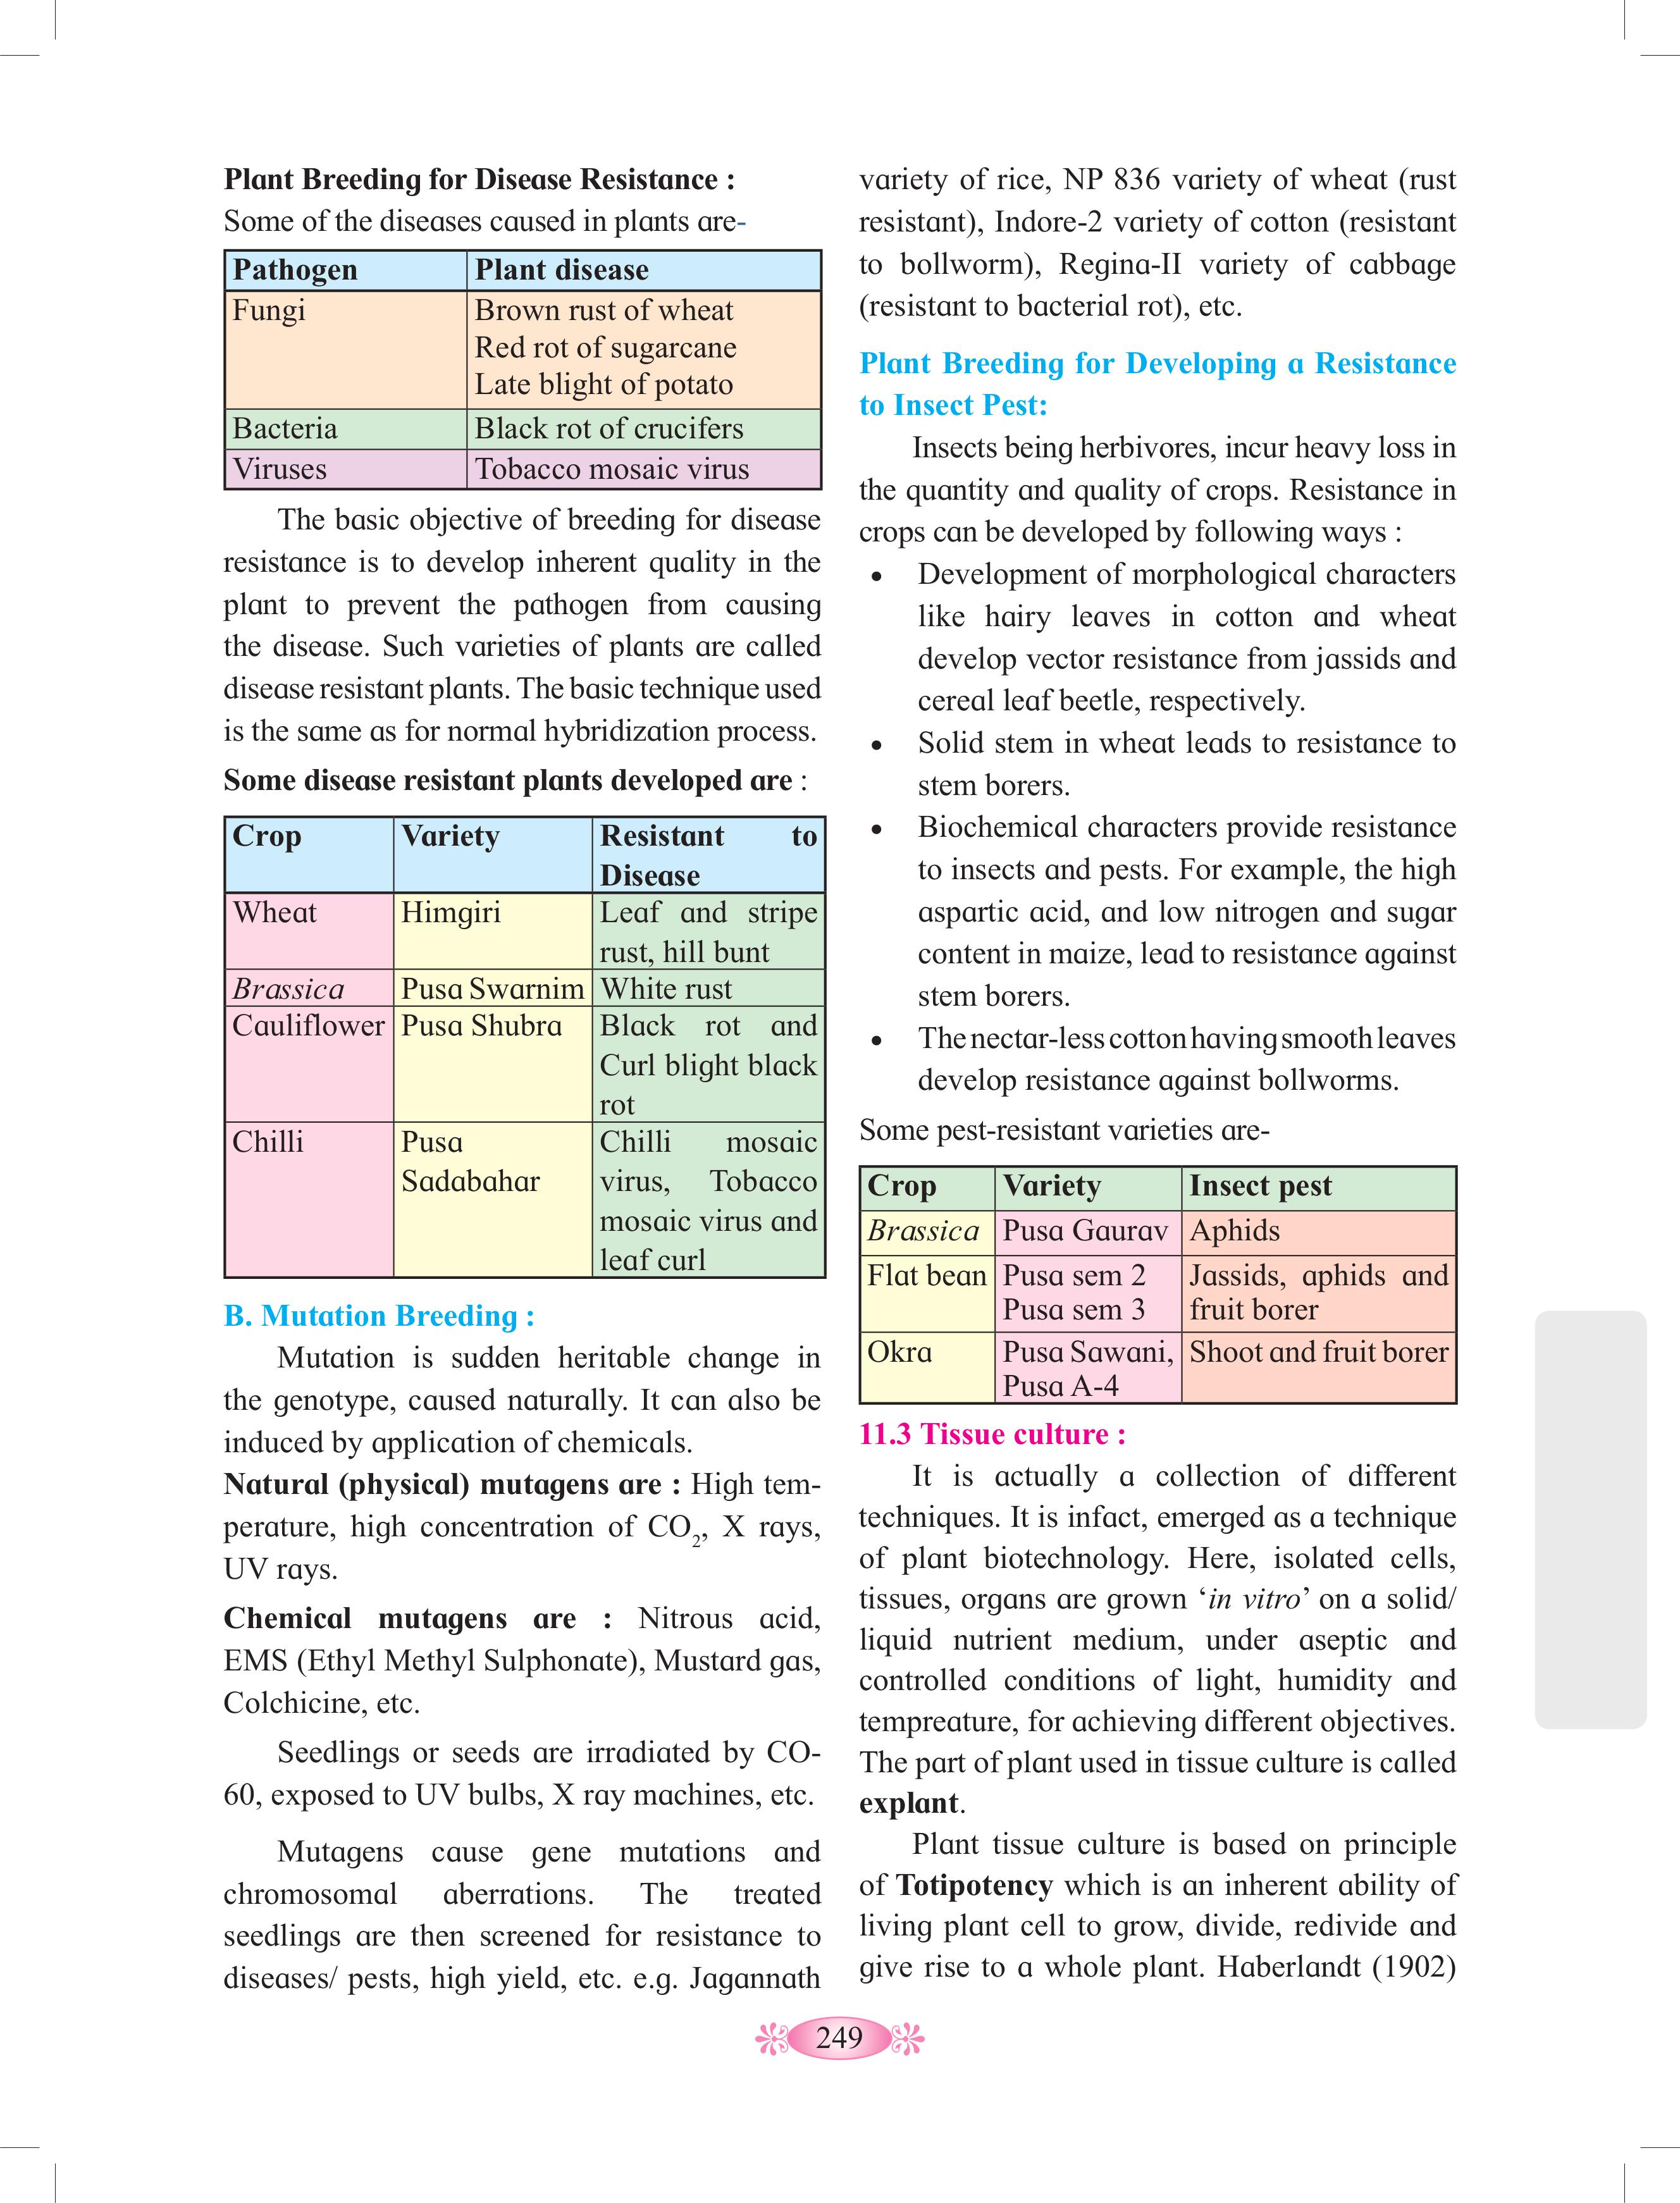 Plant Breeding for Disease Resistance :
Some of the diseases caused in plants are-
Pathogen Plant disease
Fungi Brown rust of wheat
Red rot of sugarcane
Late blight of potato
Bacteria Black rot of crucifers
Viruses Tobacco mosaic virus
The basic objective of breeding for disease
resistance is to develop inherent quality in the
plant to prevent the pathogen from causing
the disease. Such varieties of plants are called
disease resistant plants. The basic technique used
is the same as for normal hybridization process.
Some disease resistant plants developed are :
Crop Variety Resistant to
Disease
Wheat Himgiri Leaf and stripe
rust, hill bunt
Brassica Pusa Swarnim White rust
Cauliflower Pusa Shubra Black rot and
Curl blight black
rot
Chilli Pusa Chilli mosaic
Sadabahar virus, Tobacco
mosaic virus and
leaf curl
B. Mutation Breeding :
Mutation is sudden heritable change in
the genotype, caused naturally. It can also be
induced by application of chemicals.
Natural (physical) mutagens are : High tem-
perature, high concentration of CO₂, X rays,
UV rays.
Chemical mutagens are : Nitrous acid,
EMS (Ethyl Methyl Sulphonate), Mustard gas,
Colchicine, etc.
Seedlings or seeds are irradiated by CO-
60, exposed to UV bulbs, X ray machines, etc.
Mutagens cause gene mutations and
chromosomal aberrations. The treated
seedlings are then screened for resistance to
diseases/ pests, high yield, etc. e.g. Jagannath
variety of rice, NP 836 variety of wheat (rust
resistant), Indore-2 variety of cotton (resistant
to bollworm), Regina-II variety of cabbage
(resistant to bacterial rot), etc.
Plant Breeding for Developing a Resistance
to Insect Pest:
Insects being herbivores, incur heavy loss in
the quantity and quality of crops. Resistance in
crops can be developed by following ways :
• Development of morphological characters
like hairy leaves in cotton and wheat
develop vector resistance from jassids and
cereal leaf beetle, respectively.
• Solid stem in wheat leads to resistance to
stem borers.
• Biochemical characters provide resistance
to insects and pests. For example, the high
aspartic acid, and low nitrogen and sugar
content in maize, lead to resistance against
stem borers.
• The nectar-less cotton having smooth leaves
develop resistance against bollworms.
Some pest-resistant varieties are-
Crop Variety Insect pest
Brassica Pusa Gaurav Aphids
Flat bean Pusa sem 2 Jassids, aphids and
Pusa sem 3 fruit borer
Okra Pusa Sawani, Shoot and fruit borer
Pusa A-4
11.3 Tissue culture :
It is actually a collection of different
techniques. It is infact, emerged as a technique
of plant biotechnology. Here, isolated cells,
tissues, organs are grown ‘in vitro’ on a solid/
liquid nutrient medium, under aseptic and
controlled conditions of light, humidity and
tempreature, for achieving different objectives.
The part of plant used in tissue culture is called
explant.
Plant tissue culture is based on principle
of Totipotency which is an inherent ability of
living plant cell to grow, divide, redivide and
give rise to a whole plant. Haberlandt (1902)
249